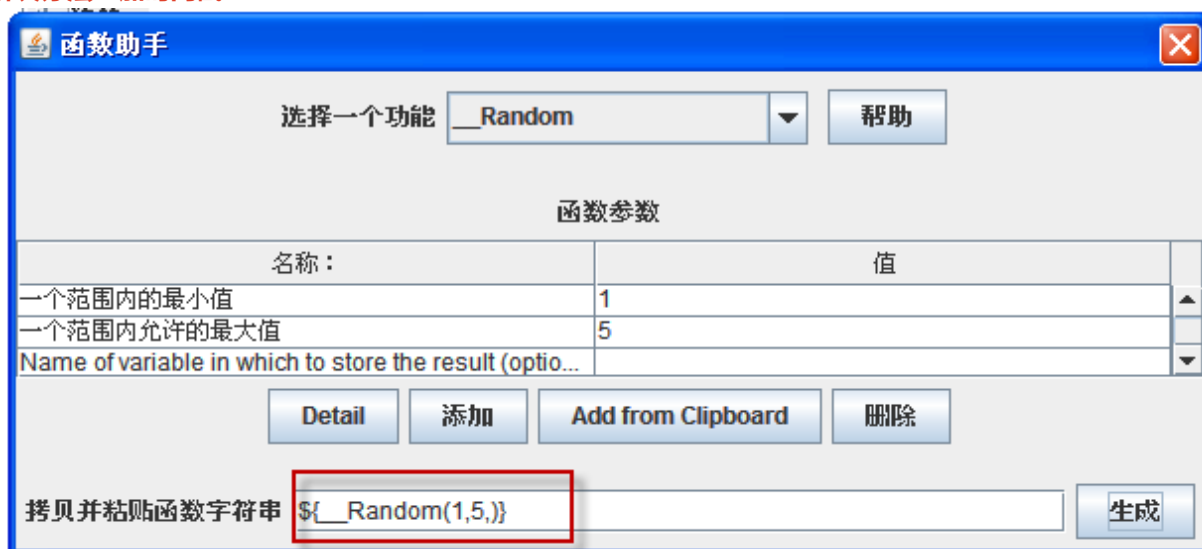 函数助手
选择一个功能 __Random 帮助
函数参数
名称： 值
一个范围内的最小值 1
一个范围内允许的最大值 5
Name of variable in which to store the result (optio...
Detail 添加 Add from Clipboard 删除
拷贝并粘贴函数字符串 ${__Random(1,5,)} 生成